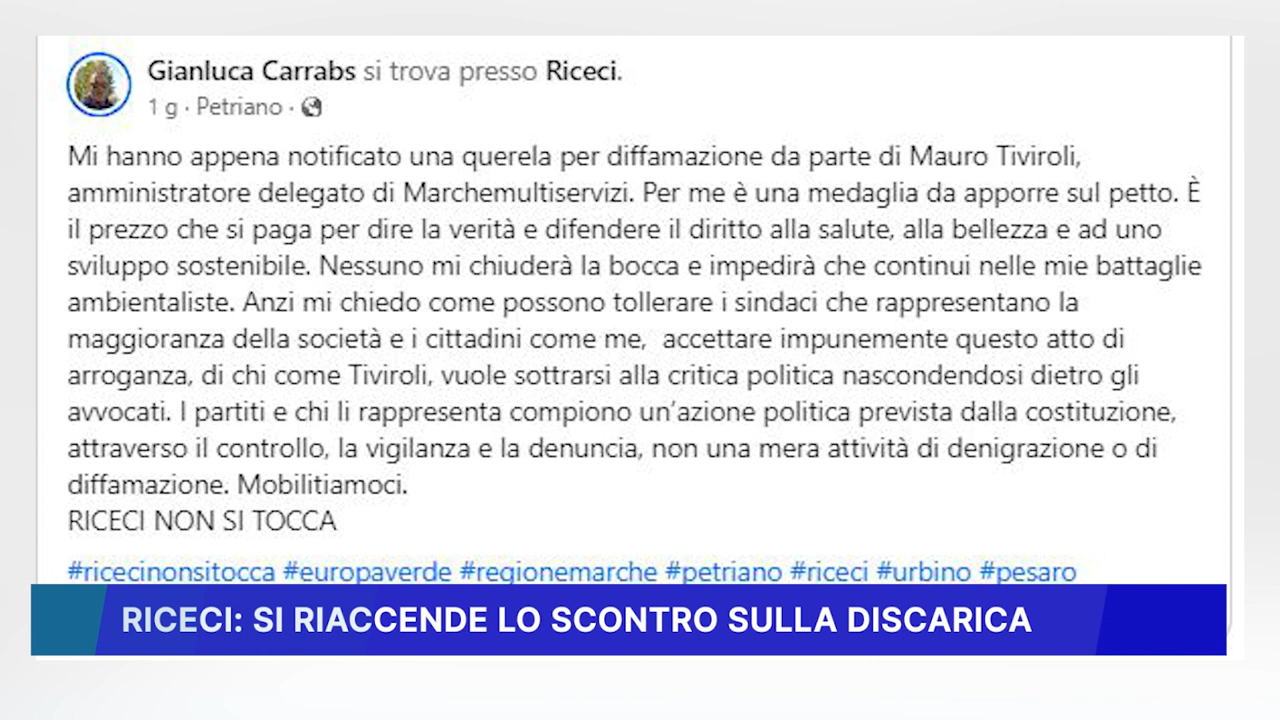 Gianluca Carrabs si trova presso Riceci.
1 g · Petriano ·
Mi hanno appena notificato una querela per diffamazione da parte di Mauro Tiviroli,
amministratore delegato di Marchemultiservizi. Per me è una medaglia da apporre sul petto. È
il prezzo che si paga per dire la verità e difendere il diritto alla salute, alla bellezza e ad uno
sviluppo sostenibile. Nessuno mi chiuderà la bocca e impedirà che continui nelle mie battaglie
ambientaliste. Anzi mi chiedo come possono tollerare i sindaci che rappresentano la
maggioranza della società e i cittadini come me,  accettare impunemente questo atto di
arroganza, di chi come Tiviroli, vuole sottrarsi alla critica politica nascondendosi dietro gli
avvocati. I partiti e chi li rappresenta compiono un'azione politica prevista dalla costituzione,
attraverso il controllo, la vigilanza e la denuncia, non una mera attività di denigrazione o di
diffamazione. Mobilitiamoci.
RICECI NON SI TOCCA
#ricecinonsitocca #europaverde #regionemarche #petriano #riceci #urbino #pesaro
RICECI: SI RIACCENDE LO SCONTRO SULLA DISCARICA